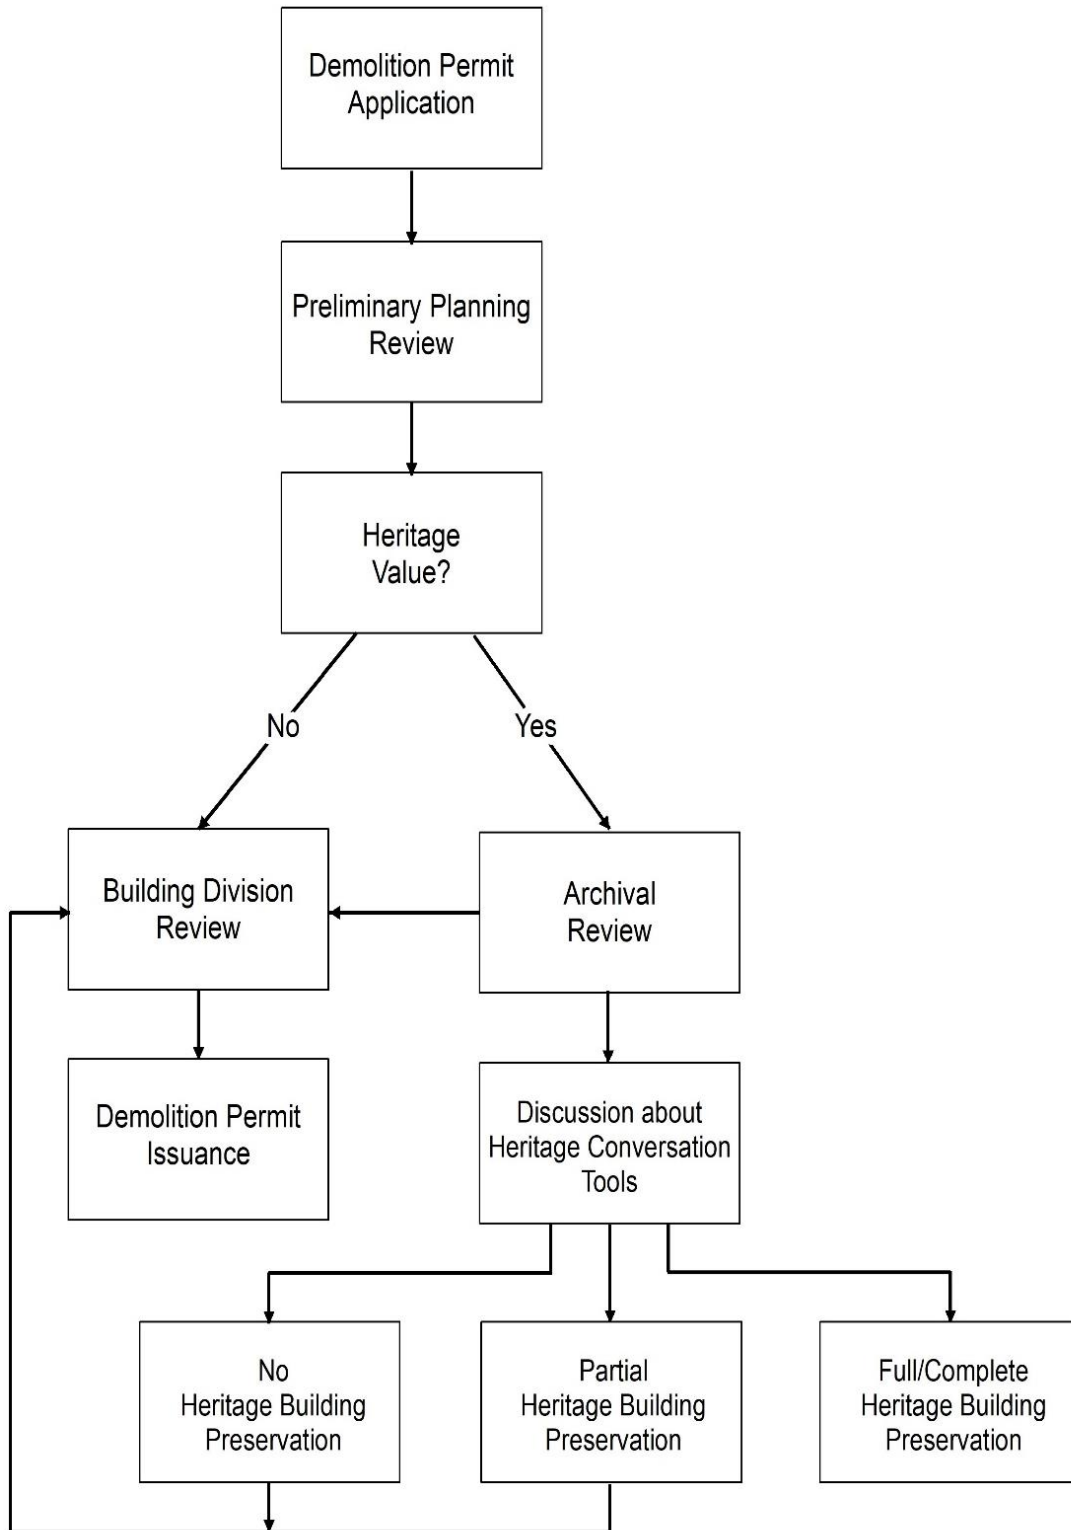 Demolition Permit
Application
Preliminary Planning
Review
Heritage
Value?
No
Yes
Building Division
Review
Archival
Review
Demolition Permit
Issuance
Discussion about
Heritage Conversation
Tools
No
Heritage Building
Preservation
Partial
Heritage Building
Preservation
Full/Complete
Heritage Building
Preservation